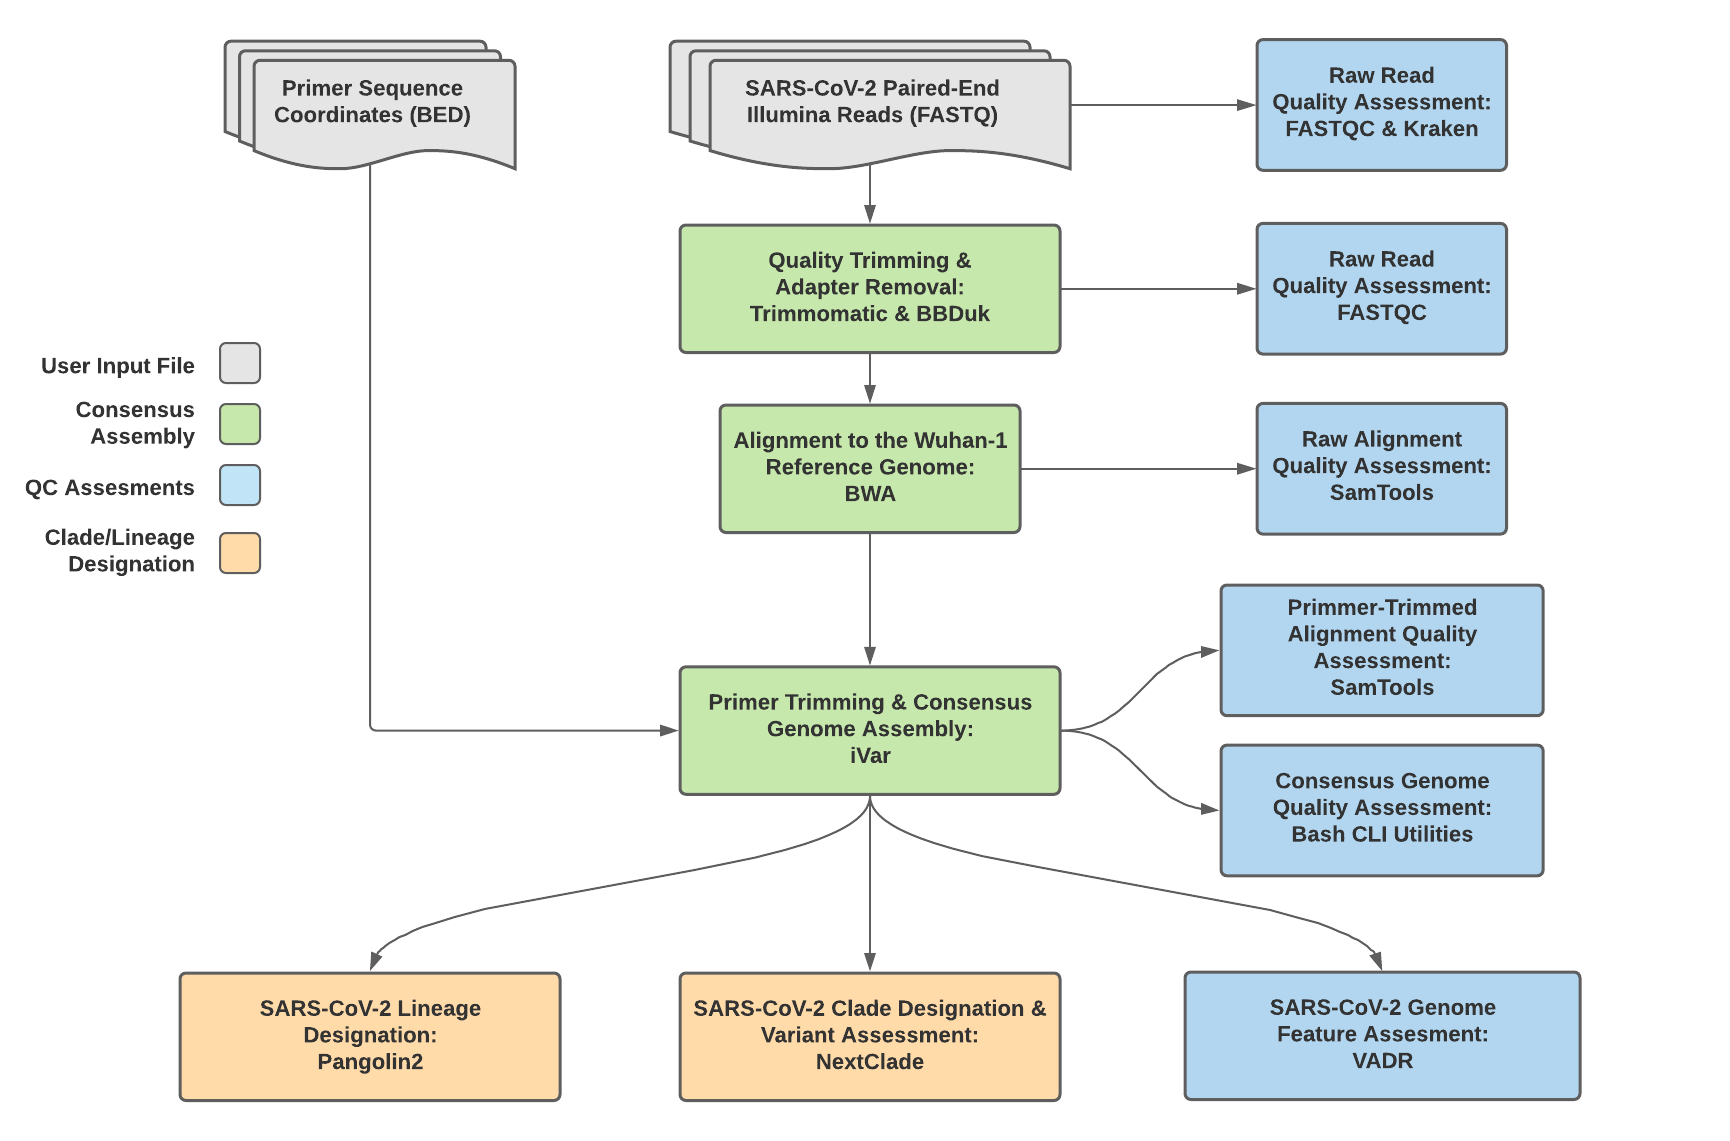 Primer Sequence
Coordinates (BED)
SARS-CoV-2 Paired-End
Illumina Reads (FASTQ)
Raw Read
Quality Assessment:
FASTQC & Kraken
Quality Trimming &
Adapter Removal:
Trimmomatic & BBDuk
Raw Read
Quality Assessment:
FASTQC
User Input File
Consensus
Assembly
QC Assesments
Clade/Lineage
Designation
Alignment to the Wuhan-1
Reference Genome:
BWA
Raw Alignment
Quality Assessment:
SamTools
Primmer-Trimmed
Alignment Quality
Assessment:
SamTools
Primer Trimming & Consensus
Genome Assembly:
iVar
Consensus Genome
Quality Assessment:
Bash CLI Utilities
SARS-CoV-2 Lineage
Designation:
Pangolin2
SARS-CoV-2 Clade Designation &
Variant Assessment:
NextClade
SARS-CoV-2 Genome
Feature Assesment:
VADR